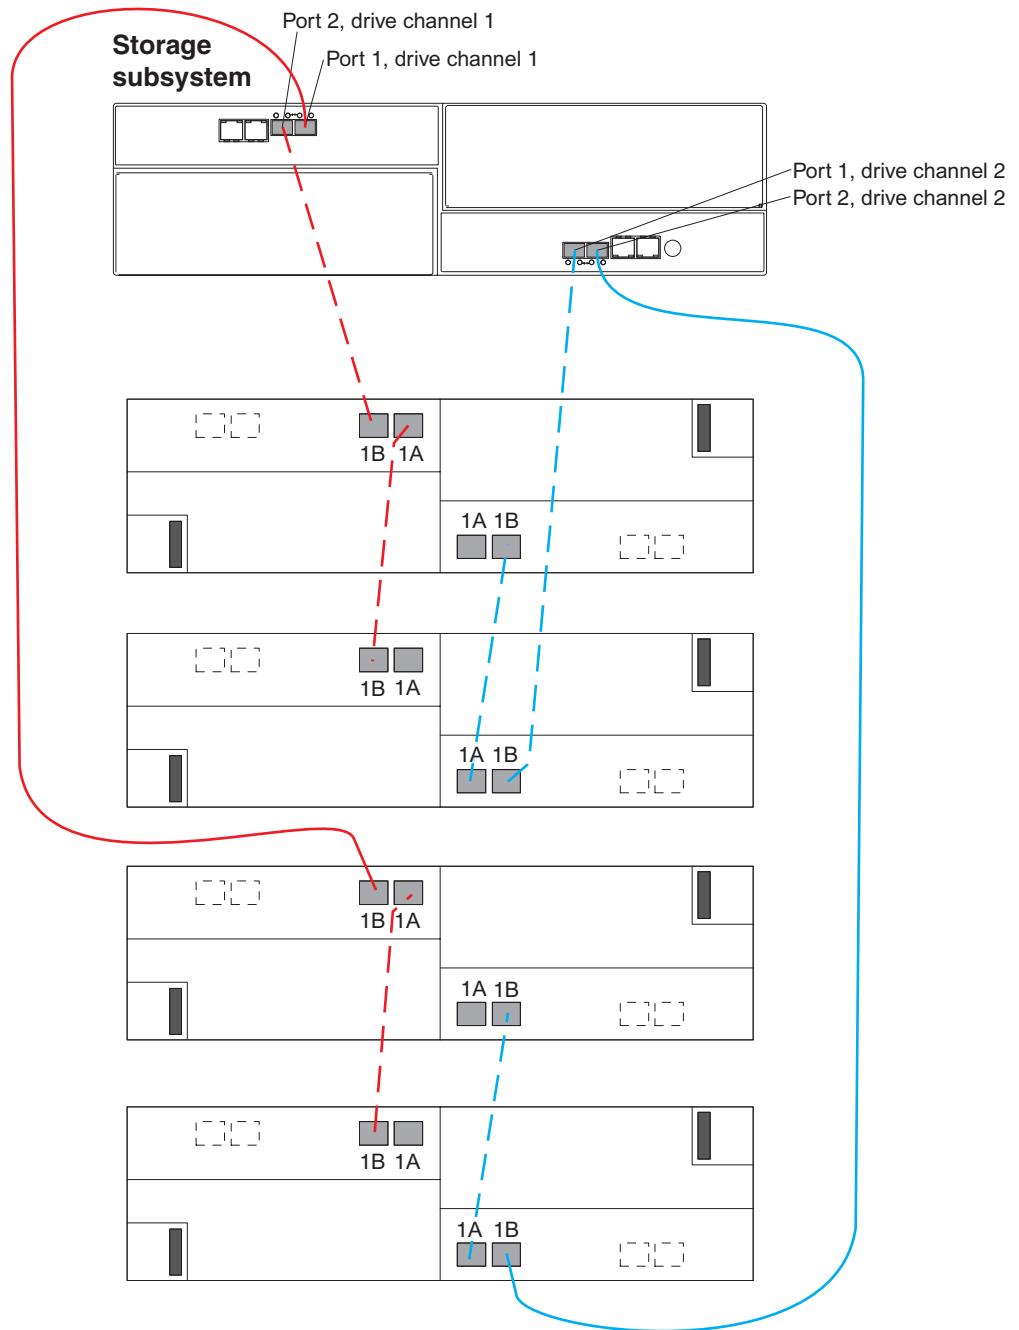 Port 2, drive channel 1
Storage
subsystem
Port 1, drive channel 1
Port 1, drive channel 2
Port 2, drive channel 2
1B 1A
1A 1B
1B 1A
1A 1B
1B 1A
1A 1B
1B 1A
1A 1B